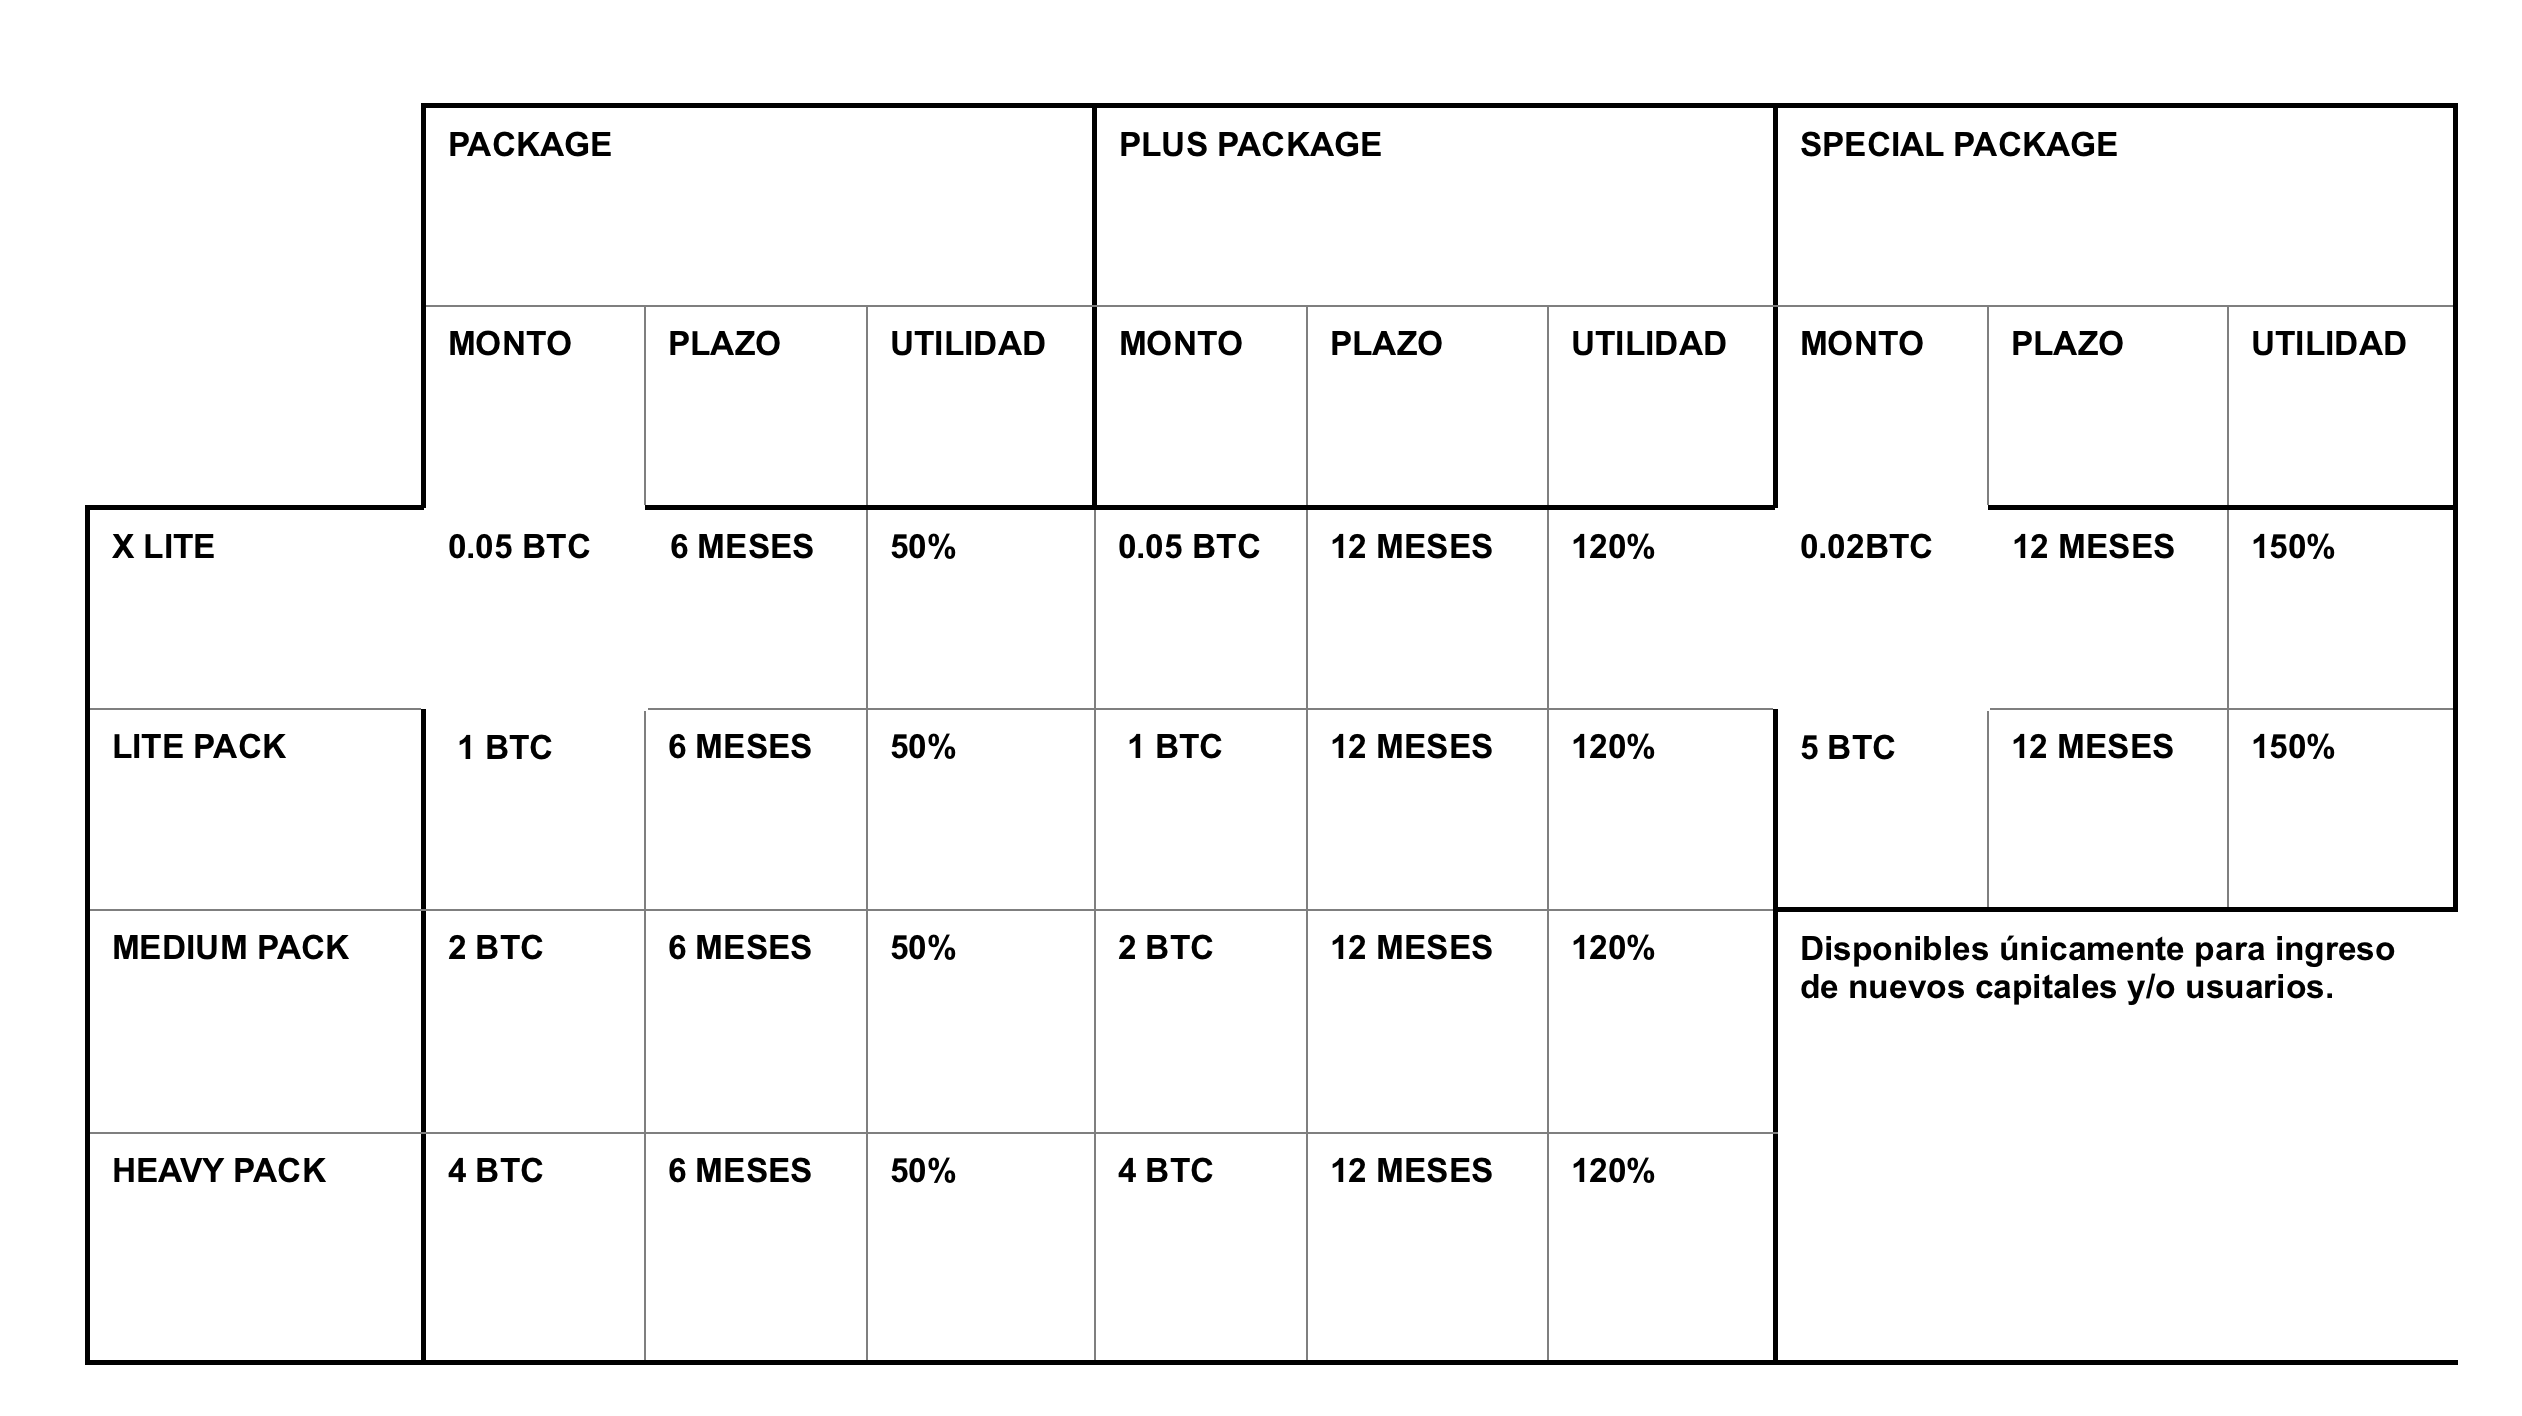 PACKAGE PLUS PACKAGE SPECIAL PACKAGE
MONTO PLAZO UTILIDAD MONTO PLAZO UTILIDAD MONTO PLAZO UTILIDAD
X LITE 0.05 BTC 6 MESES 50% 0.05 BTC 12 MESES 120% 0.02BTC 12 MESES 150%
LITE PACK 1 BTC 6 MESES 50% 1 BTC 12 MESES 120% 5 BTC 12 MESES 150%
MEDIUM PACK 2 BTC 6 MESES 50% 2 BTC 12 MESES 120% Disponibles únicamente para ingreso
de nuevos capitales y/o usuarios.
HEAVY PACK 4 BTC 6 MESES 50% 4 BTC 12 MESES 120%